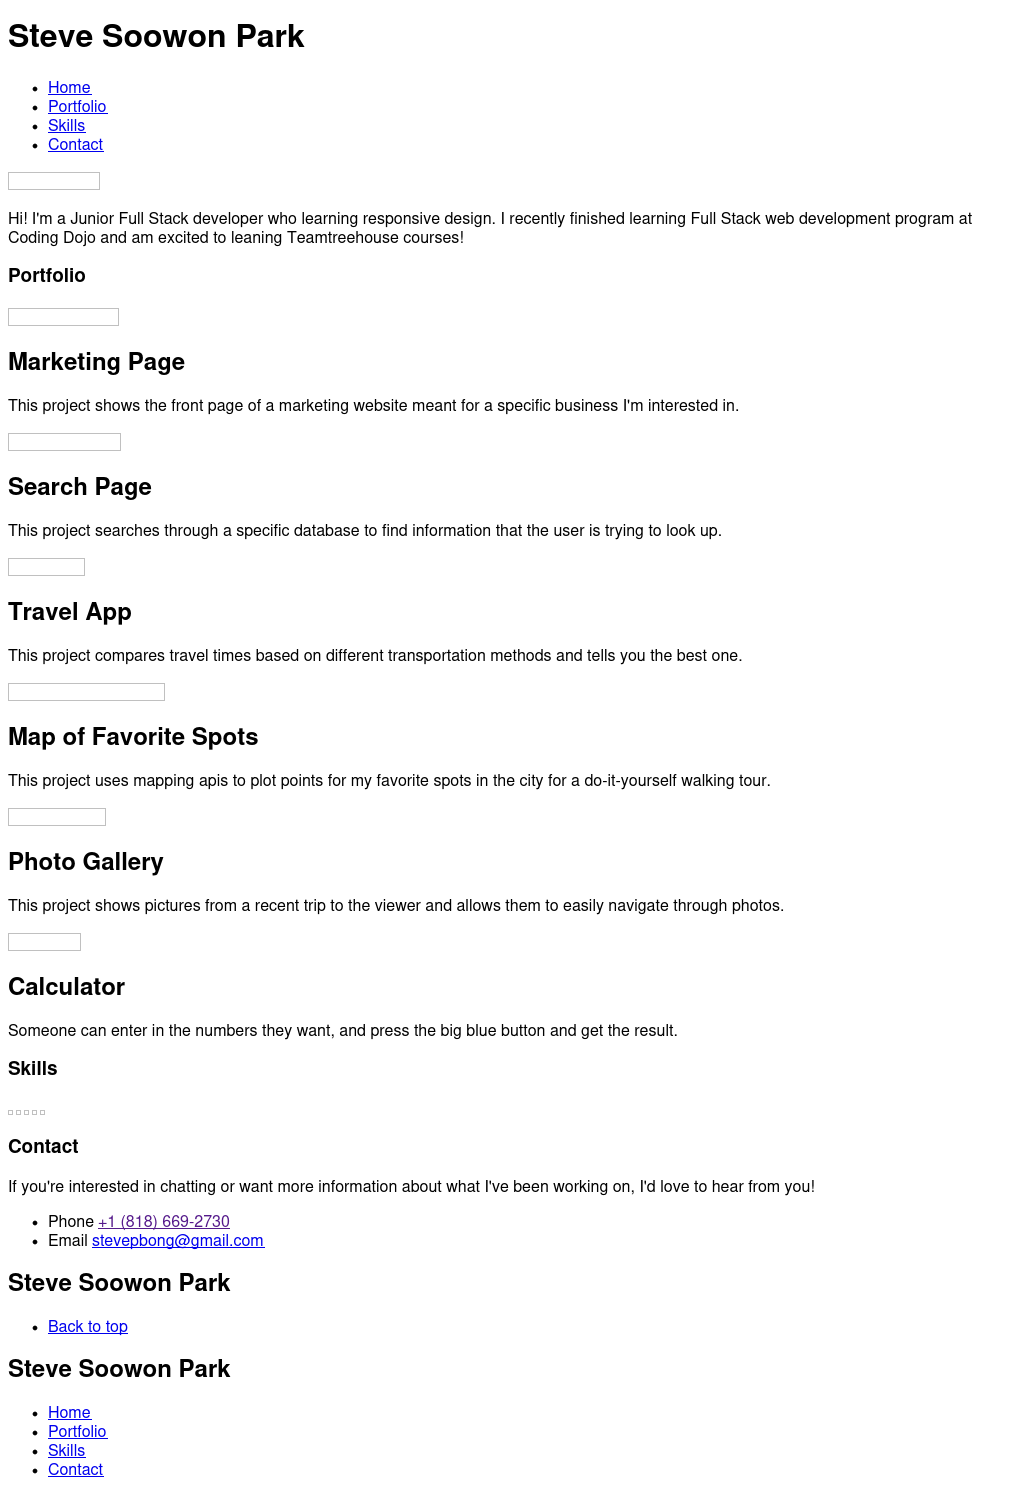 Steve Soowon Park
Home
Portfolio
Skills
Contact
Hi! I'm a Junior Full Stack developer who learning responsive design. I recently finished learning Full Stack web development program at
Coding Dojo and am excited to leaning Teamtreehouse courses!
Portfolio
Marketing Page
This project shows the front page of a marketing website meant for a specific business I'm interested in.
Search Page
This project searches through a specific database to find information that the user is trying to look up.
Travel App
This project compares travel times based on different transportation methods and tells you the best one.
Map of Favorite Spots
This project uses mapping apis to plot points for my favorite spots in the city for a do-it-yourself walking tour.
Photo Gallery
This project shows pictures from a recent trip to the viewer and allows them to easily navigate through photos.
Calculator
Someone can enter in the numbers they want, and press the big blue button and get the result.
Skills
Contact
If you're interested in chatting or want more information about what I've been working on, I'd love to hear from you!
Phone +1 (818) 669-2730
Email stevepbong@gmail.com
Steve Soowon Park
Back to top
Steve Soowon Park
Home
Portfolio
Skills
Contact